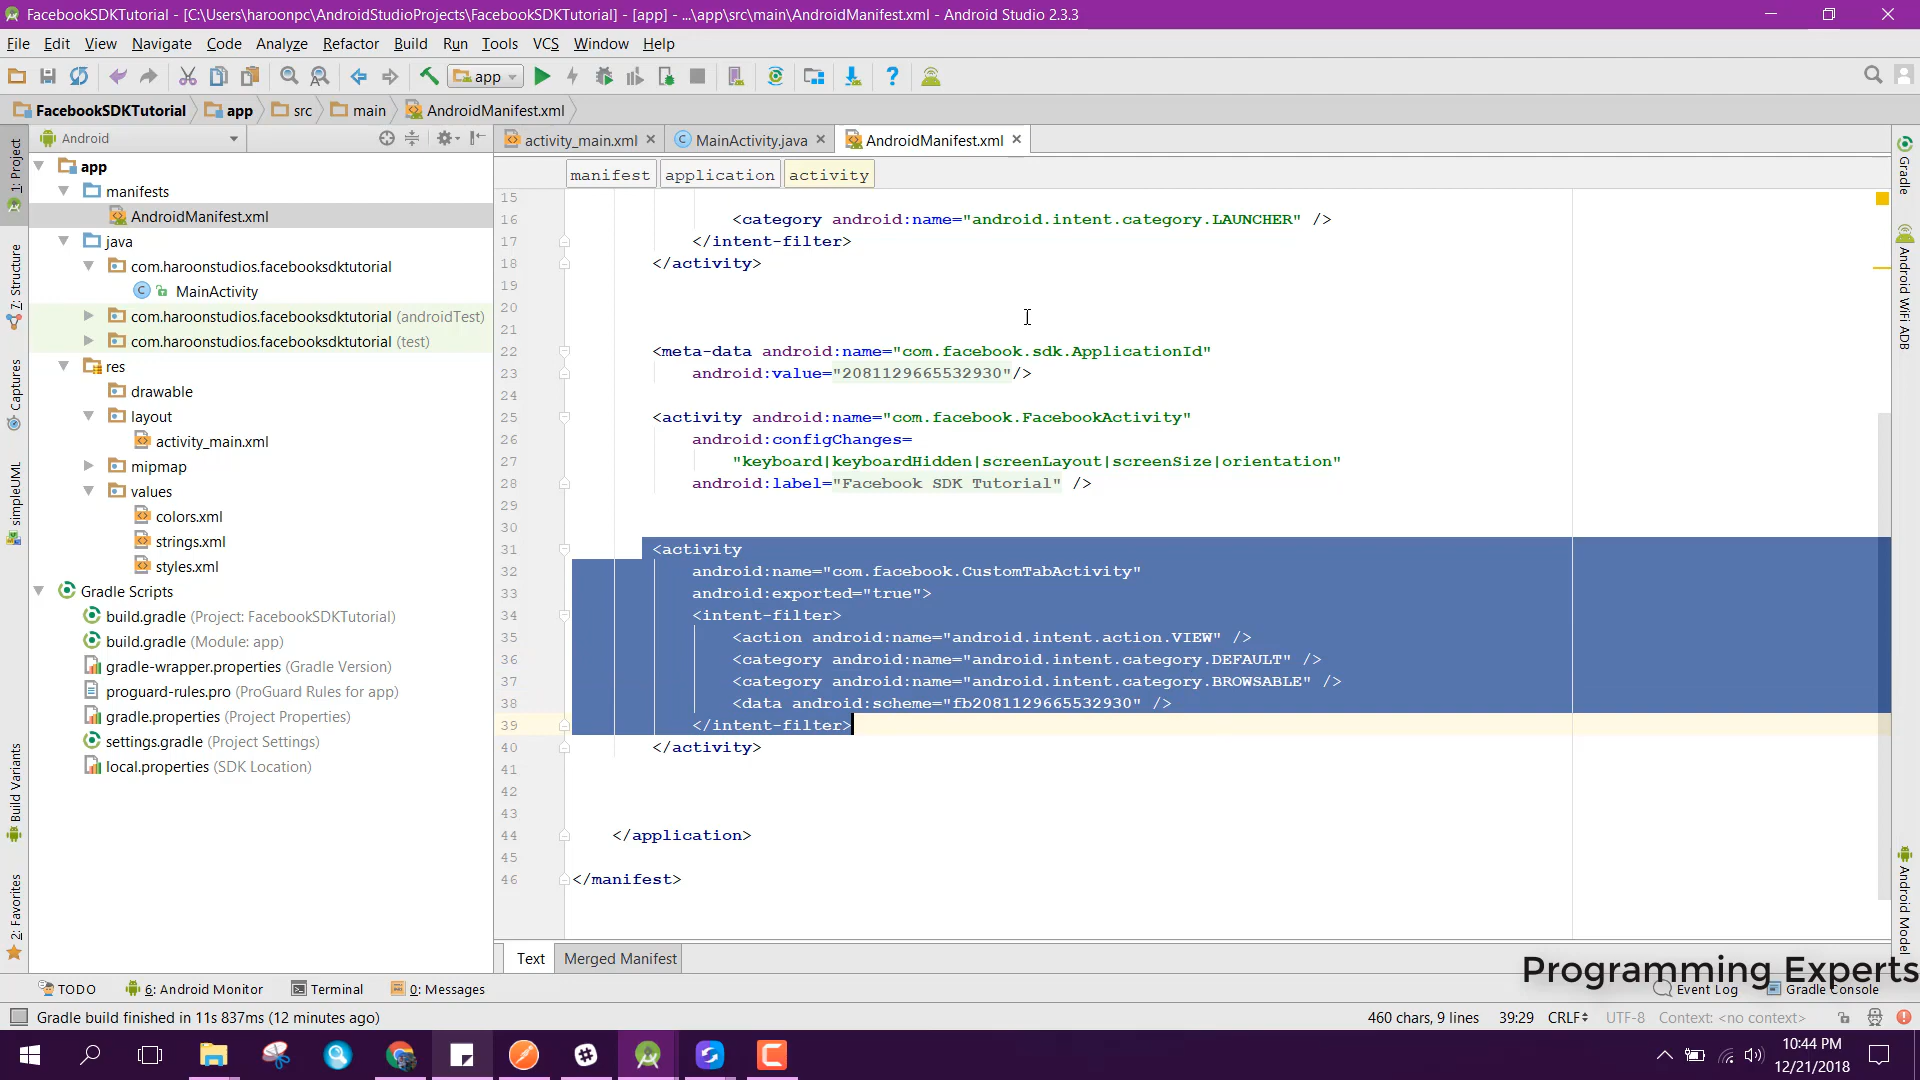 FacebookSDKTutorial - [C:\Users\haroonpc\AndroidStudioProjects\FacebookSDKTutorial] - [app] - ...\app\src\main\AndroidManifest.xml - Android Studio 2.3.3
File Edit View Navigate Code Analyze Refactor Build Run Tools VCS Window Help
app
FacebookSDKTutorial app src main AndroidManifest.xml
Android
activity_main.xml MainActivity.java AndroidManifest.xml
manifest application activity
1: Project
7: Structure
Captures
simpleUML
Build Variants
2: Favorites
app
manifests
AndroidManifest.xml
java
com.haroonstudios.facebooksdktutorial
MainActivity
com.haroonstudios.facebooksdktutorial (androidTest)
com.haroonstudios.facebooksdktutorial (test)
res
drawable
layout
activity_main.xml
mipmap
values
colors.xml
strings.xml
styles.xml
Gradle Scripts
build.gradle (Project: FacebookSDKTutorial)
build.gradle (Module: app)
gradle-wrapper.properties (Gradle Version)
proguard-rules.pro (ProGuard Rules for app)
gradle.properties (Project Properties)
settings.gradle (Project Settings)
local.properties (SDK Location)
15
16 <category android:name="android.intent.category.LAUNCHER" />
17 </intent-filter>
18 </activity>
19
20
21
22 <meta-data android:name="com.facebook.sdk.ApplicationId"
23 android:value="2081129665532930"/>
24
25 <activity android:name="com.facebook.FacebookActivity"
26 android:configChanges=
27 "keyboard|keyboardHidden|screenLayout|screenSize|orientation"
28 android:label="Facebook SDK Tutorial" />
29
30
31 <activity
32 android:name="com.facebook.CustomTabActivity"
33 android:exported="true">
34 <intent-filter>
35 <action android:name="android.intent.action.VIEW" />
36 <category android:name="android.intent.category.DEFAULT" />
37 <category android:name="android.intent.category.BROWSABLE" />
38 <data android:scheme="fb2081129665532930" />
39 </intent-filter>
40 </activity>
41
42
43
44 </application>
45
46 </manifest>
Gradle
Android WiFi ADB
Android Model
Text Merged Manifest
Programming Experts
TODO 6: Android Monitor Terminal 0: Messages Event Log Gradle Console
Gradle build finished in 11s 837ms (12 minutes ago) 460 chars, 9 lines 39:29 CRLF UTF-8 Context: <no context>
10:44 PM
12/21/2018